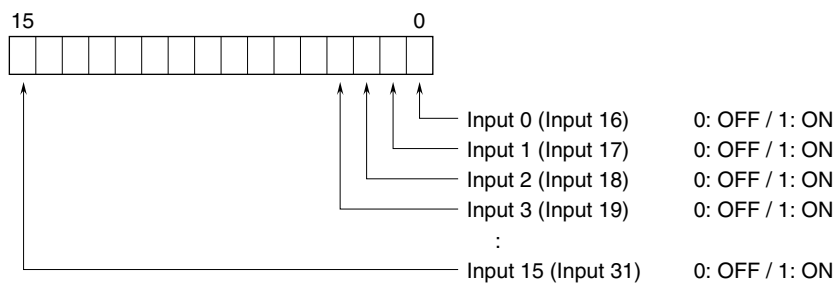 15 0
Input 0 (Input 16) 0: OFF / 1: ON
Input 1 (Input 17) 0: OFF / 1: ON
Input 2 (Input 18) 0: OFF / 1: ON
Input 3 (Input 19) 0: OFF / 1: ON
:
Input 15 (Input 31) 0: OFF / 1: ON